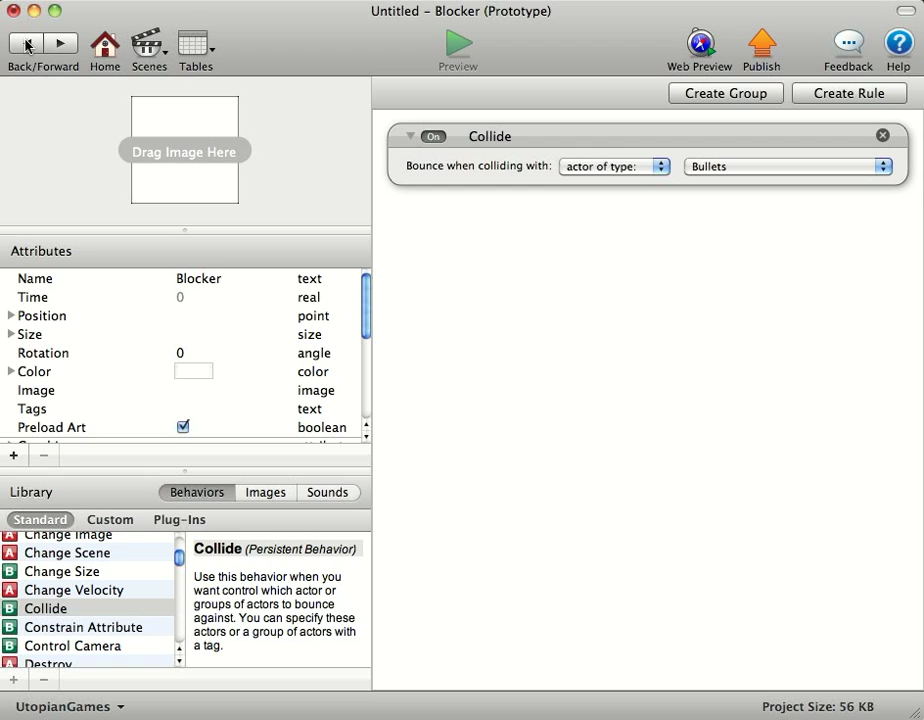 Untitled – Blocker (Prototype)
Back/Forward
Home
Scenes
Tables
Preview
Web Preview
Publish
Feedback
Help
Create Group
Create Rule
Drag Image Here
On
Collide
Bounce when colliding with:
actor of type:
Bullets
Attributes
Name Blocker text
Time 0 real
Position point
Size size
Rotation 0 angle
Color color
Image image
Tags text
Preload Art boolean
Library
Behaviors
Images
Sounds
Standard
Custom
Plug-Ins
A Change Image
A Change Scene
B Change Size
A Change Velocity
B Collide
B Constrain Attribute
B Control Camera
A Destroy
Collide (Persistent Behavior)
Use this behavior when you
want control which actor or
groups of actors to bounce
against. You can specify these
actors or a group of actors with
a tag.
UtopianGames
Project Size: 56 KB